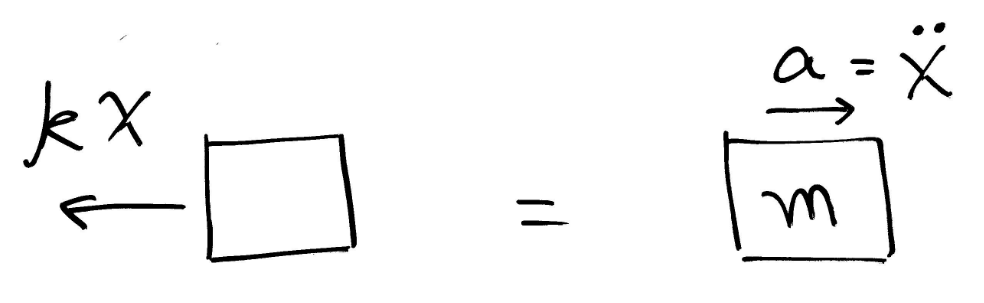 a = ẍ
kx
= m